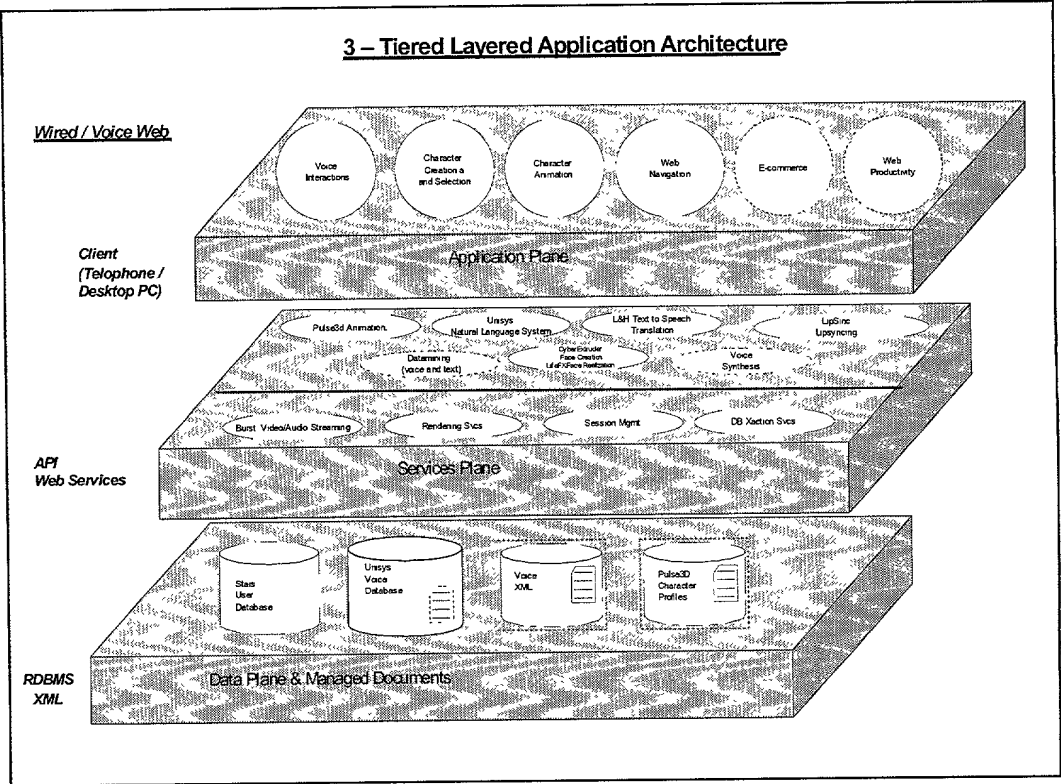 3 – Tiered Layered Application Architecture
Wired / Voice Web
Voice
Interactions
Character
Creation a
and Selection
Character
Animation
Web
Navigation
E-commerce
Web
Productivity
Client
(Telophone /
Desktop PC)
Application Plane
Pulse3d Animation.
Unisys
Natural Language System
L&H Text to Speech
Translation
LipSinc
Lipsyncing
Datamining
(voice and text)
CyberExtruder
Face Creation
LifeFXFace Realization
Voice
Synthesis
Burst Video/Audio Streaming
Rendering Svcs
Session Mgmt
DB Xaction Svcs
API
Web Services
Services Plane
Stars
User
Database
Unisys
Voice
Database
Voice
XML
Pulse3D
Character
Profiles
RDBMS
XML
Data Plane & Managed Documents